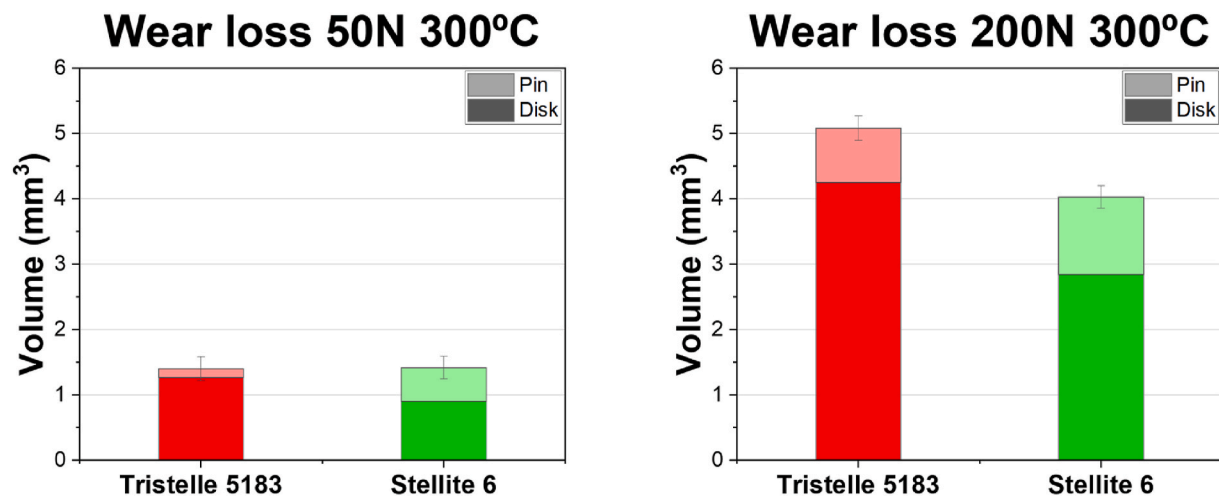 Wear loss 50N 300ºC
Pin
Disk
Volume (mm³)
6
5
4
3
2
1
0
Tristelle 5183
Stellite 6
Wear loss 200N 300ºC
Pin
Disk
Volume (mm³)
6
5
4
3
2
1
0
Tristelle 5183
Stellite 6